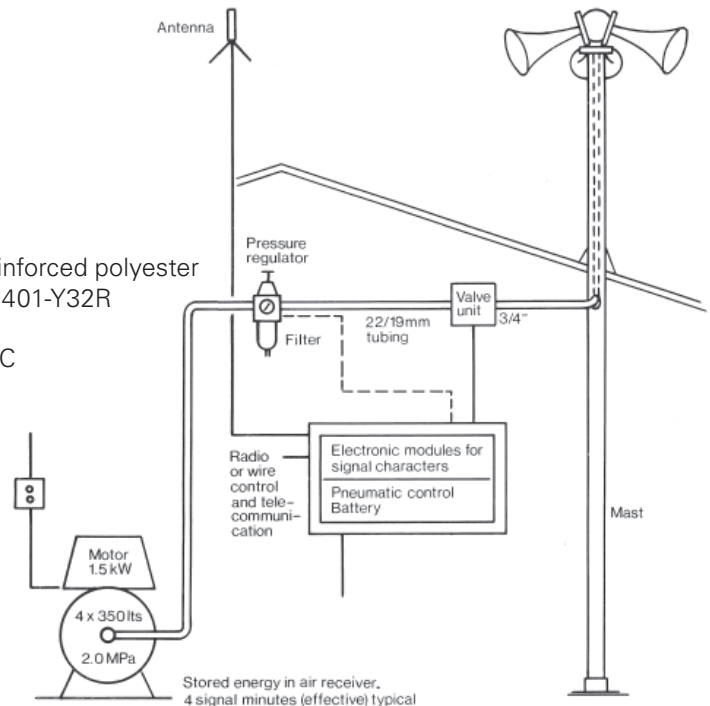 Antenna
inforced polyester
401-Y32R
C
Pressure
regulator
Filter
22/19mm
tubing
Valve
unit
3/4"
Radio
or wire
control
and tele-
communi-
cation
Electronic modules for
signal characters
Pneumatic control
Battery
Mast
Motor
1.5 kW
4 x 350 lts
2.0 MPa
Stored energy in air receiver.
4 signal minutes (effective) typical